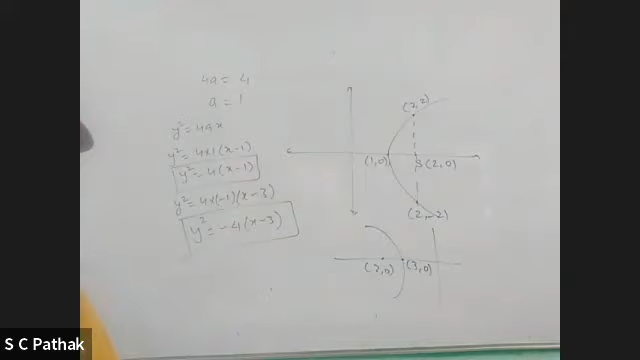 4a = 4
a = 1
y² = 4ax
y² = 4×1(x-1)
y² = 4(x-1)
y² = 4×(-1)(x-3)
y² = -4(x-3)
(2,2)
(1,0)
S(2,0)
(2,-2)
(2,0)
(3,0)
S C Pathak